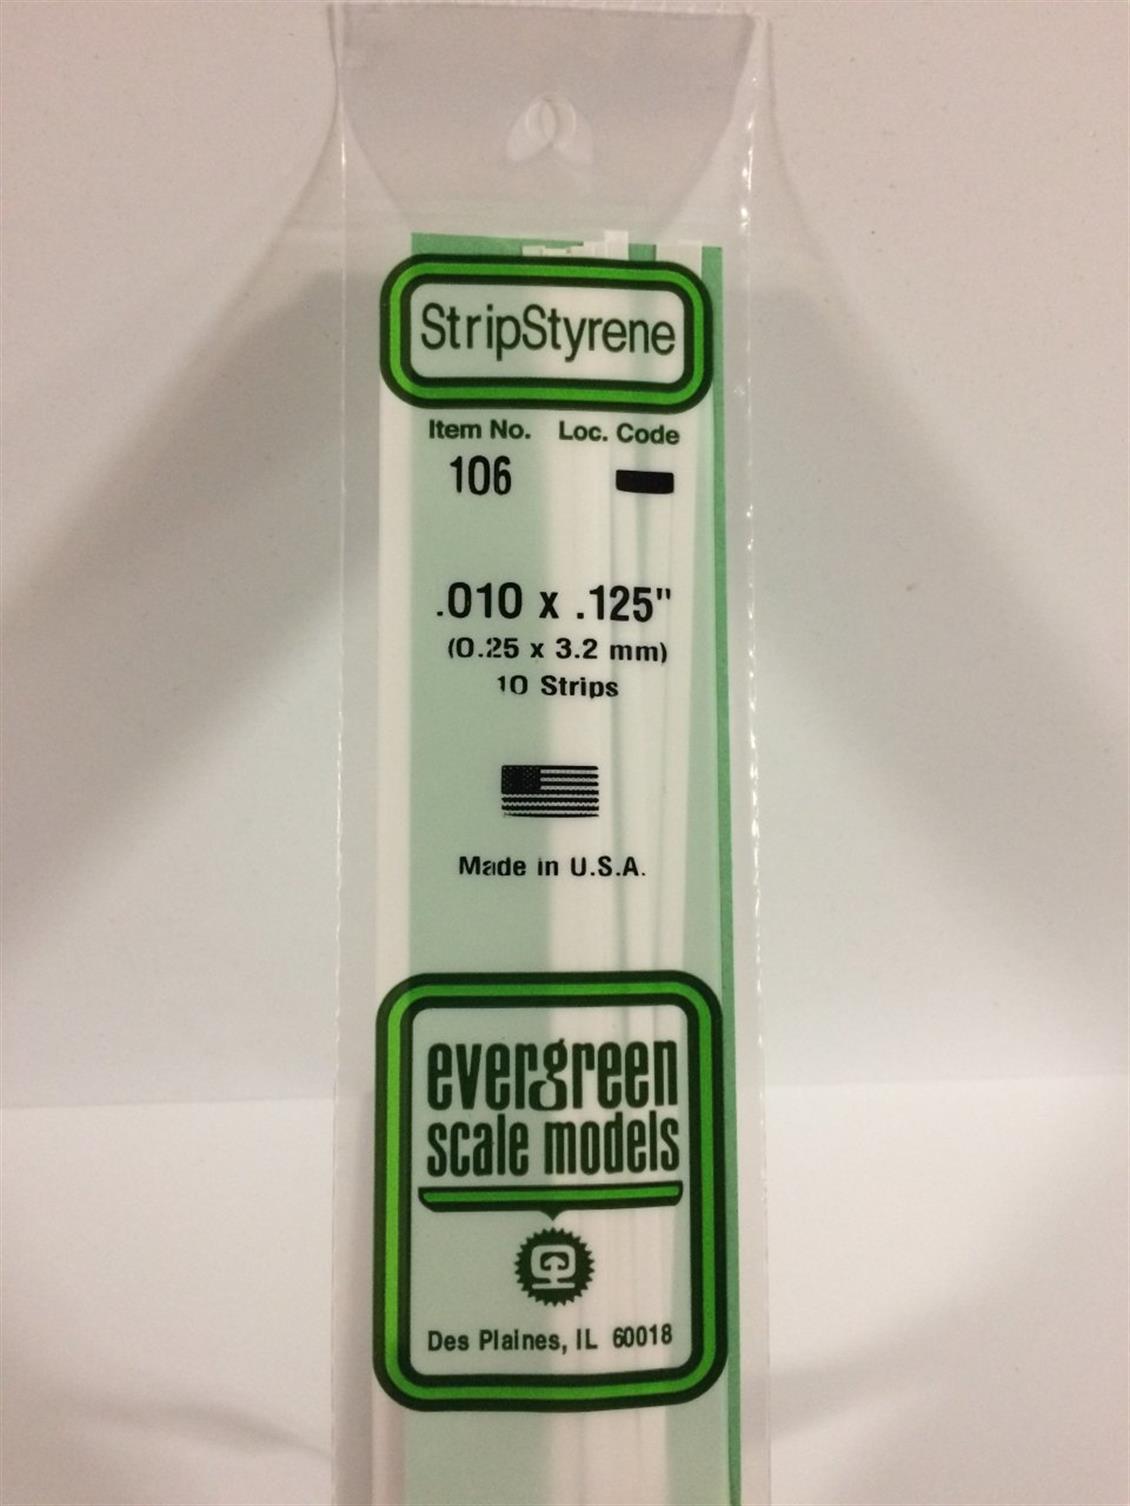 StripStyrene
Item No. Loc. Code
106
.010 x .125"
(0.25 x 3.2 mm)
10 Strips
Made in U.S.A.
evergreen
scale models
Des Plaines, IL 60018